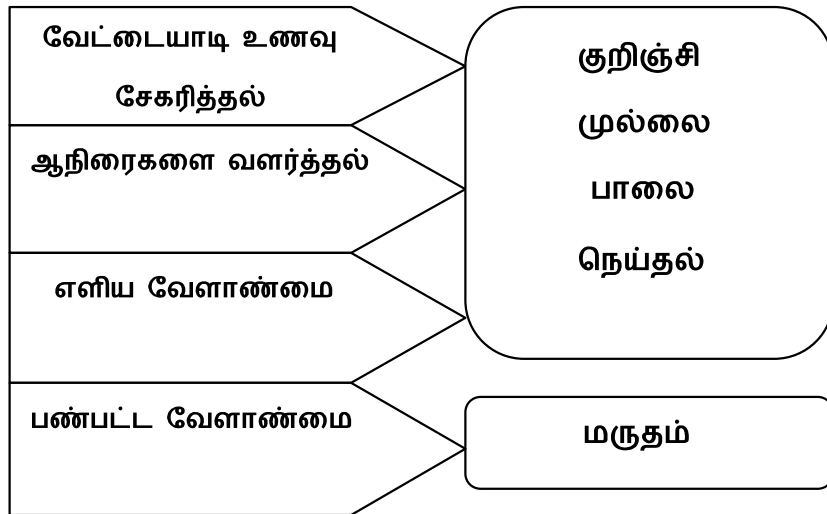 வேட்டையாடி உணவு
சேகரித்தல்
ஆநிரைகளை வளர்த்தல்
எளிய வேளாண்மை
பண்பட்ட வேளாண்மை
குறிஞ்சி
முல்லை
பாலை
நெய்தல்
மருதம்